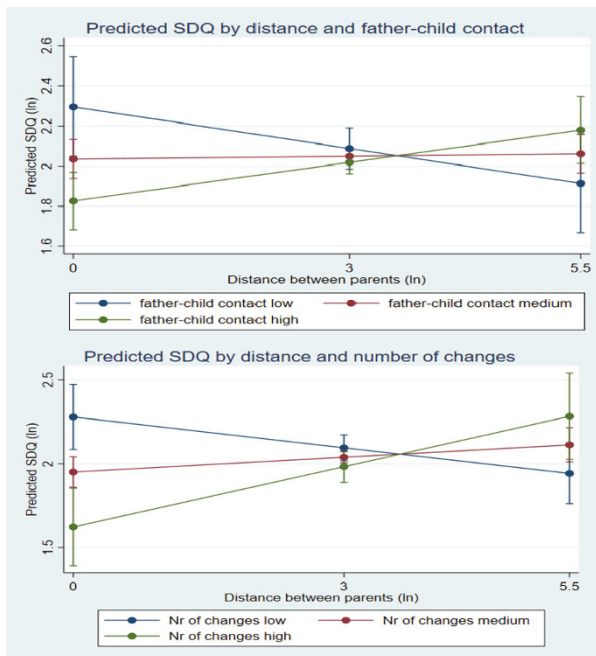 Predicted SDQ by distance and father-child contact
2.6
2.4
2.2
2
1.8
1.6
Predicted SDQ (ln)
0 3 5.5
Distance between parents (ln)
father-child contact low father-child contact medium
father-child contact high
Predicted SDQ by distance and number of changes
2.5
2
1.5
Predicted SDQ (ln)
0 3 5.5
Distance between parents (ln)
Nr of changes low Nr of changes medium
Nr of changes high